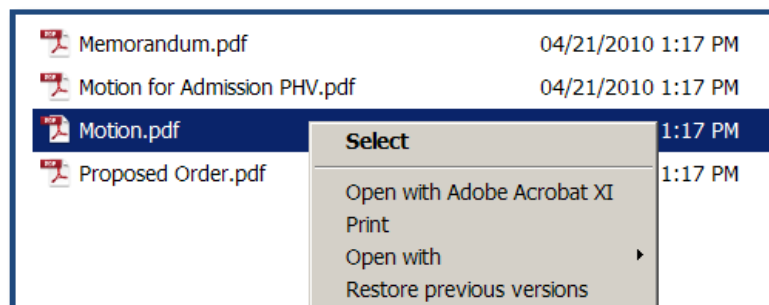 Memorandum.pdf 04/21/2010 1:17 PM
Motion for Admission PHV.pdf 04/21/2010 1:17 PM
Motion.pdf 1:17 PM
Select
Proposed Order.pdf 1:17 PM
Open with Adobe Acrobat XI
Print
Open with
Restore previous versions